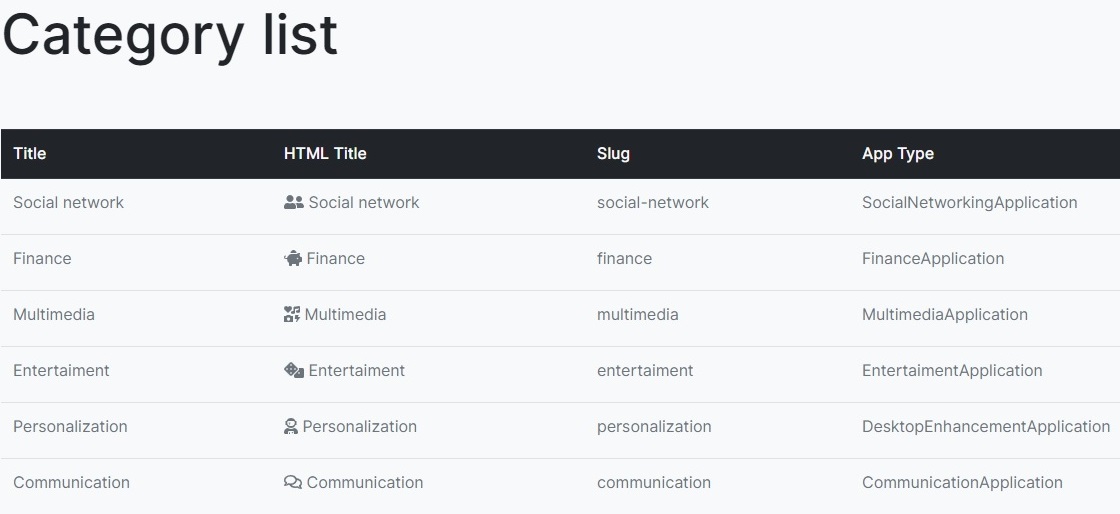 Category list
Title HTML Title Slug App Type
Social network Social network social-network SocialNetworkingApplication
Finance Finance finance FinanceApplication
Multimedia Multimedia multimedia MultimediaApplication
Entertaiment Entertaiment entertaiment EntertaimentApplication
Personalization Personalization personalization DesktopEnhancementApplication
Communication Communication communication CommunicationApplication